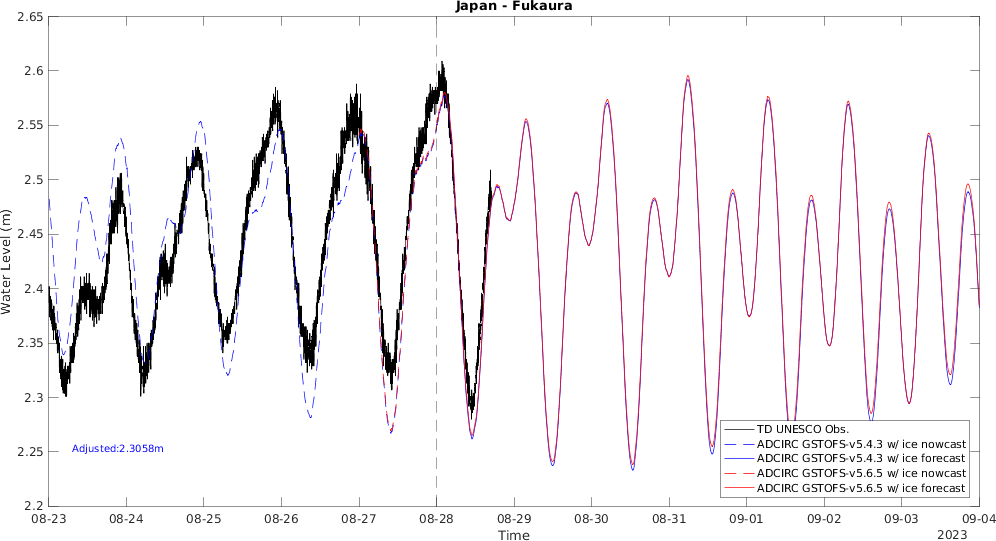 Japan - Fukaura
2.65
2.6
2.55
2.5
2.45
2.4
2.35
2.3
2.25
2.2
Water Level (m)
Adjusted:2.3058m
TD UNESCO Obs.
ADCIRC GSTOFS-v5.4.3 w/ ice nowcast
ADCIRC GSTOFS-v5.4.3 w/ ice forecast
ADCIRC GSTOFS-v5.6.5 w/ ice nowcast
ADCIRC GSTOFS-v5.6.5 w/ ice forecast
08-23 08-24 08-25 08-26 08-27 08-28 08-29 08-30 08-31 09-01 09-02 09-03 09-04
Time
2023